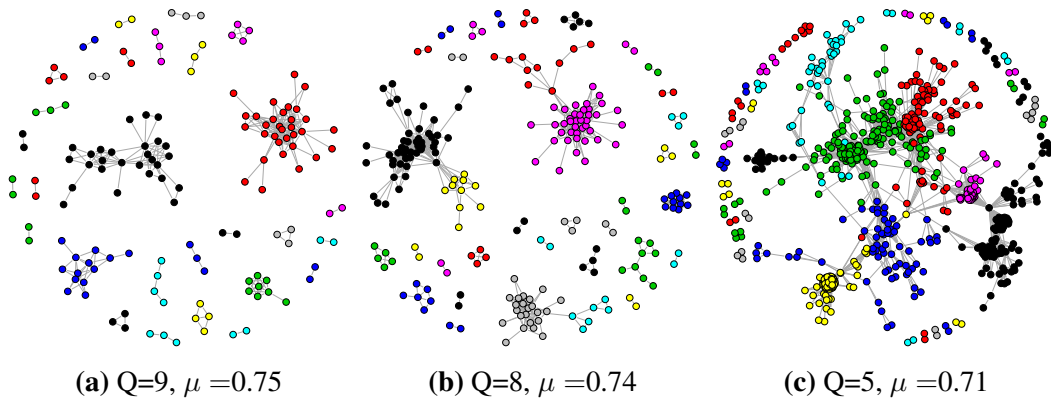 (a) Q=9, μ =0.75
(b) Q=8, μ =0.74
(c) Q=5, μ =0.71